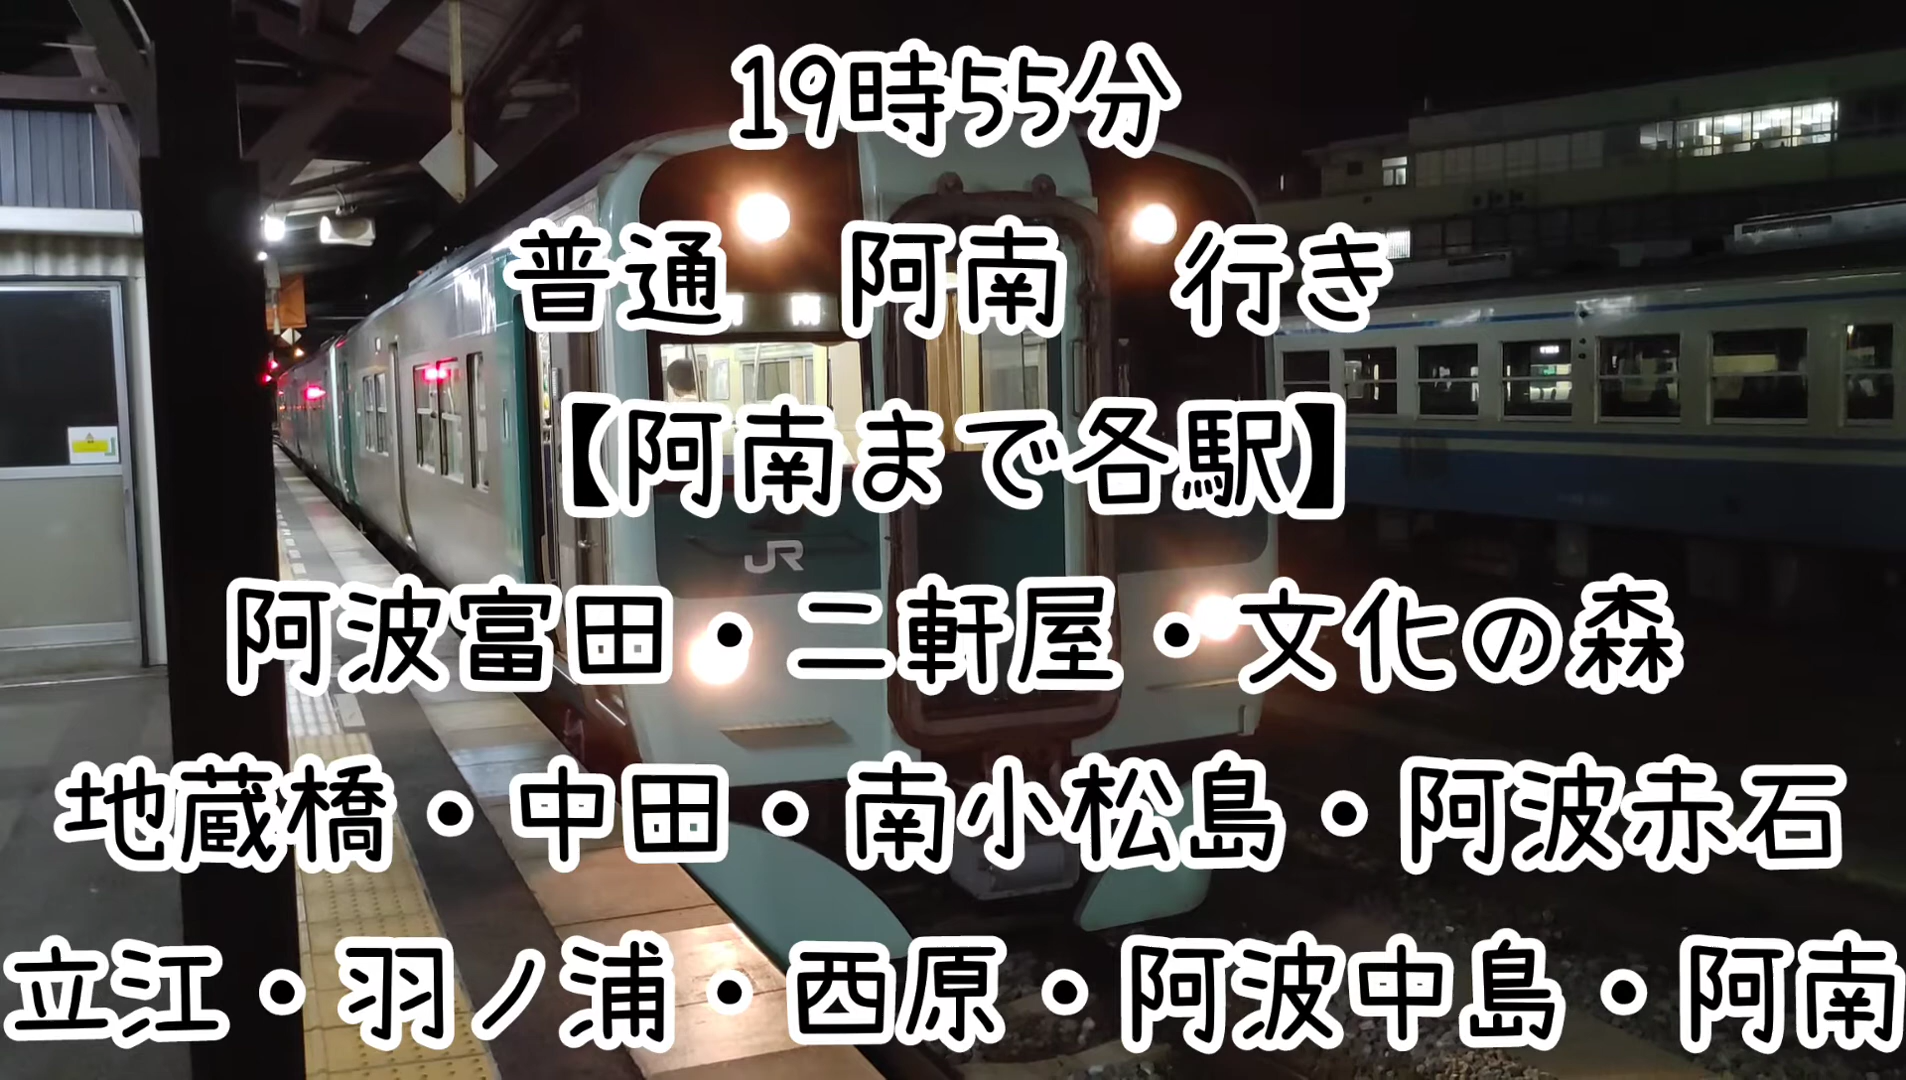 19時55分
普通　阿南　行き
【阿南まで各駅】
JR
阿波富田・二軒屋・文化の森
地蔵橋・中田・南小松島・阿波赤石
立江・羽ノ浦・西原・阿波中島・阿南